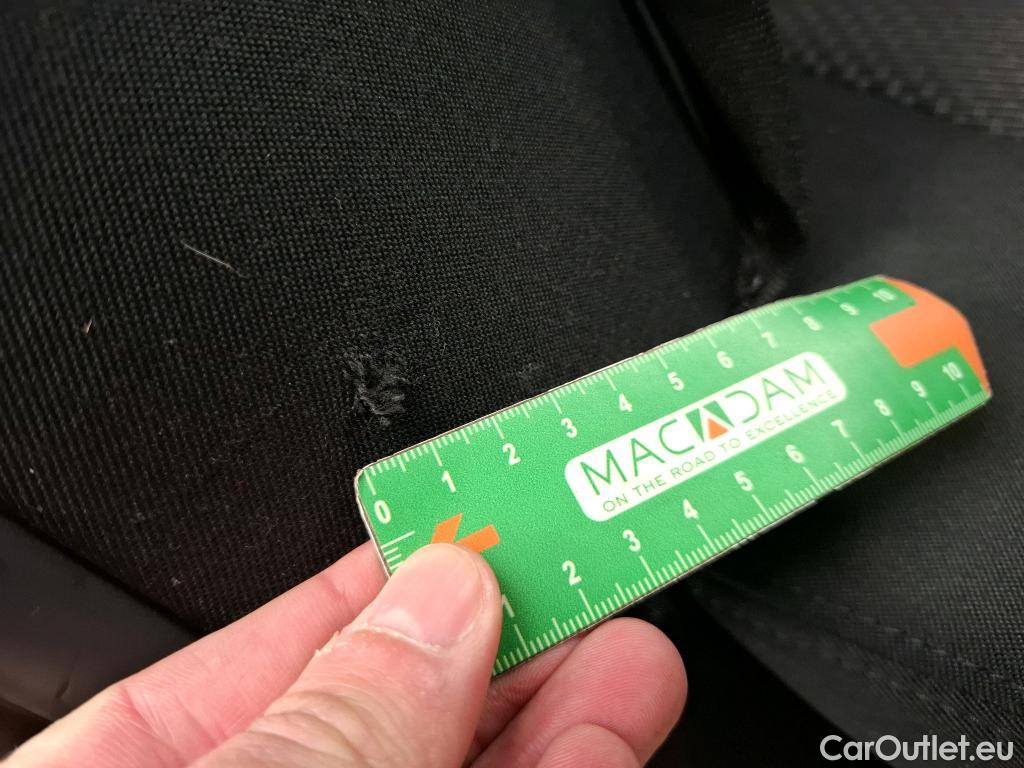 0 1 2 3 4 5 6 7 8 9 10
MACADAM
ON THE ROAD TO EXCELLENCE
1 2 3 4 5 6 7 8 9 10
CarOutlet.eu